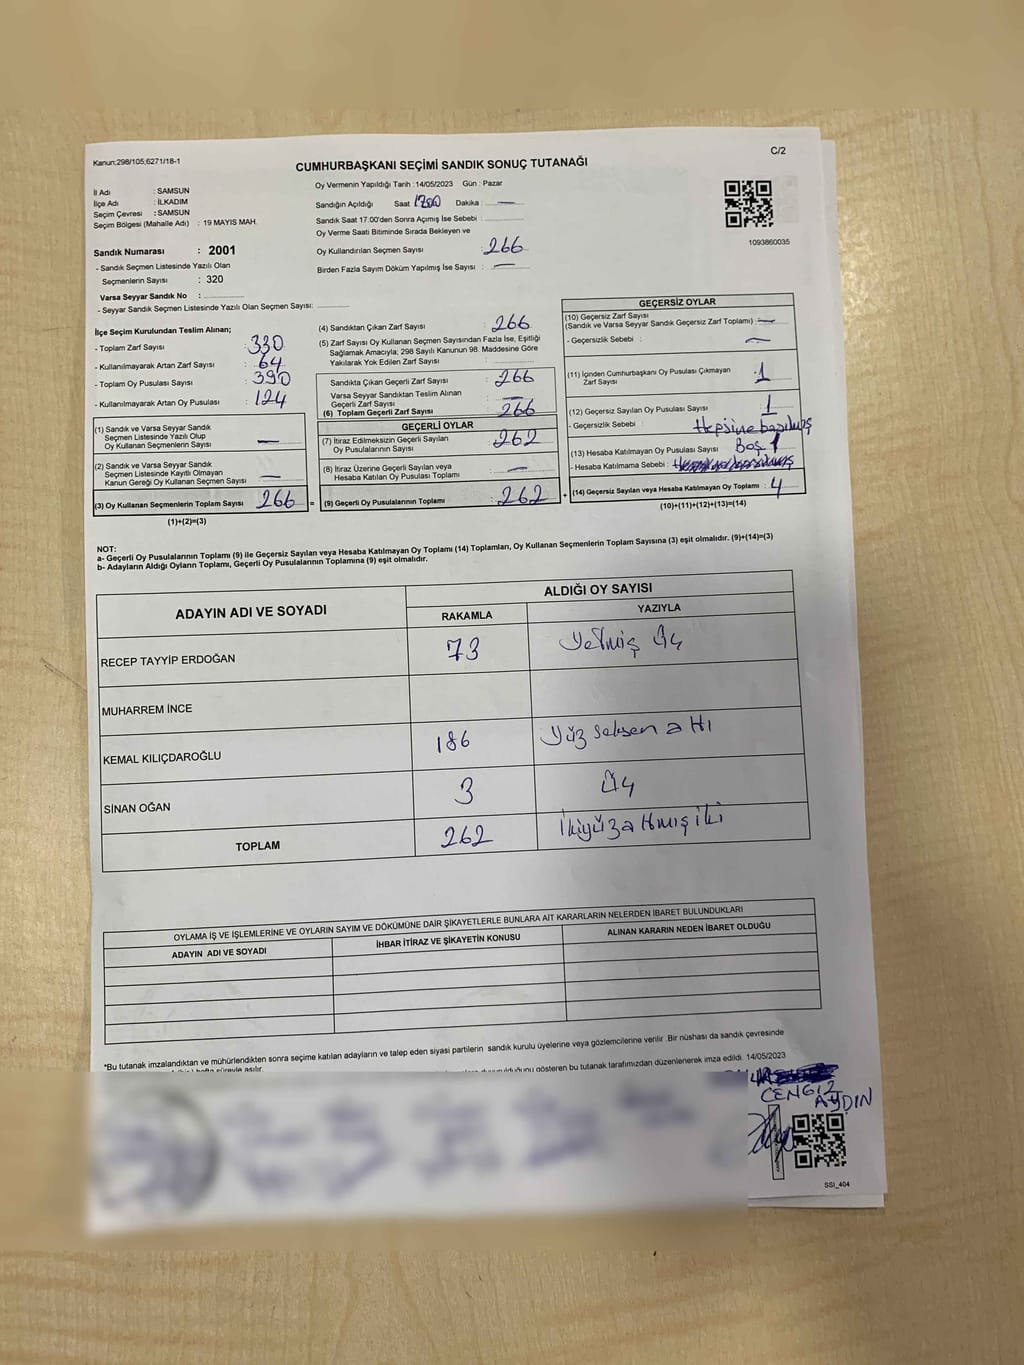 Kanun;298/105;6271/18-1
C/2
CUMHURBAŞKANI SEÇİMİ SANDIK SONUÇ TUTANAĞI
İl Adı : SAMSUN
İlçe Adı : İLKADIM
Seçim Çevresi : SAMSUN
Seçim Bölgesi (Mahalle Adı) : 19 MAYIS MAH.
Sandık Numarası : 2001
- Sandık Seçmen Listesinde Yazılı Olan
Seçmenlerin Sayısı : 320
Varsa Seyyar Sandık No :
- Seyyar Sandık Seçmen Listesinde Yazılı Olan Seçmen Sayısı:
Oy Vermenin Yapıldığı Tarih :14/05/2023 Gün : Pazar
Sandığın Açıldığı Saat 1700 Dakika : —
Sandık Saat 17:00'den Sonra Açımış İse Sebebi :
Oy Verme Saati Bitiminde Sırada Bekleyen ve
Oy Kullandırılan Seçmen Sayısı : 266
Birden Fazla Sayım Döküm Yapılmış İse Sayısı : —
1093860035
İlçe Seçim Kurulundan Teslim Alınan;
- Toplam Zarf Sayısı : 330
- Kullanılmayarak Artan Zarf Sayısı : 64
- Toplam Oy Pusulası Sayısı : 390
- Kullanılmayarak Artan Oy Pusulası : 124
(1) Sandık ve Varsa Seyyar Sandık
Seçmen Listesinde Yazılı Olup
Oy Kullanan Seçmenlerin Sayısı : —
(2) Sandık ve Varsa Seyyar Sandık
Seçmen Listesinde Kayıtlı Olmayan
Kanun Gereği Oy Kullanan Seçmen Sayısı : —
(3) Oy Kullanan Seçmenlerin Toplam Sayısı 266 =
(1)+(2)=(3)
(4) Sandıktan Çıkan Zarf Sayısı : 266
(5) Zarf Sayısı Oy Kullanan Seçmen Sayısından Fazla İse, Eşitliği
Sağlamak Amacıyla; 298 Sayılı Kanunun 98. Maddesine Göre
Yakılarak Yok Edilen Zarf Sayısı :
Sandıkta Çıkan Geçerli Zarf Sayısı : 266
Varsa Seyyar Sandıktan Teslim Alınan
Geçerli Zarf Sayısı : —
(6) Toplam Geçerli Zarf Sayısı : 266
GEÇERLİ OYLAR
(7) İtiraz Edilmeksizin Geçerli Sayılan
Oy Pusulalarının Sayısı : 262
(8) İtiraz Üzerine Geçerli Sayılan veya
Hesaba Katılan Oy Pusulası Toplamı : —
(9) Geçerli Oy Pusulalarının Toplamı : 262 +
GEÇERSİZ OYLAR
(10) Geçersiz Zarf Sayısı
(Sandık ve Varsa Seyyar Sandık Geçersiz Zarf Toplamı) : —
- Geçersizlik Sebebi : —
(11) İçinden Cumhurbaşkanı Oy Pusulası Çıkmayan
Zarf Sayısı : 1
(12) Geçersiz Sayılan Oy Pusulası Sayısı : 1
- Geçersizlik Sebebi : Hepsine basılmış
(13) Hesaba Katılmayan Oy Pusulası Sayısı : Boş 1
- Hesaba Katılmama Sebebi :
(14) Geçersiz Sayılan veya Hesaba Katılmayan Oy Toplamı : 4
(10)+(11)+(12)+(13)=(14)
NOT:
a- Geçerli Oy Pusulalarının Toplamı (9) ile Geçersiz Sayılan veya Hesaba Katılmayan Oy Toplamı (14) Toplamları, Oy Kullanan Seçmenlerin Toplam Sayısına (3) eşit olmalıdır. (9)+(14)=(3)
b- Adayların Aldığı Oyların Toplamı, Geçerli Oy Pusulalarının Toplamına (9) eşit olmalıdır.
ADAYIN ADI VE SOYADI
ALDIĞI OY SAYISI
RAKAMLA YAZIYLA
RECEP TAYYİP ERDOĞAN 73 Yetmiş Üç
MUHARREM İNCE
KEMAL KILIÇDAROĞLU 186 Yüz seksen altı
SİNAN OĞAN 3 Üç
TOPLAM 262 İkiyüzaltmışiki
OYLAMA İŞ VE İŞLEMLERİNE VE OYLARIN SAYIM VE DÖKÜMÜNE DAİR ŞİKAYETLERLE BUNLARA AİT KARARLARIN NELERDEN İBARET BULUNDUKLARI
ADAYIN ADI VE SOYADI İHBAR İTİRAZ VE ŞİKAYETİN KONUSU ALINAN KARARIN NEDEN İBARET OLDUĞU
*Bu tutanak imzalandıktan ve mühürlendikten sonra seçime katılan adayların ve talep eden siyasi partilerin sandık kurulu üyelerine veya gözlemcilerine verilir .Bir nüshası da sandık çevresinde
hafta süreyle asılır.
gösteren bu tutanak tarafımızdan düzenlenerek imza edildi. 14/05/2023
CENGİZ
AYDIN
SSI_404